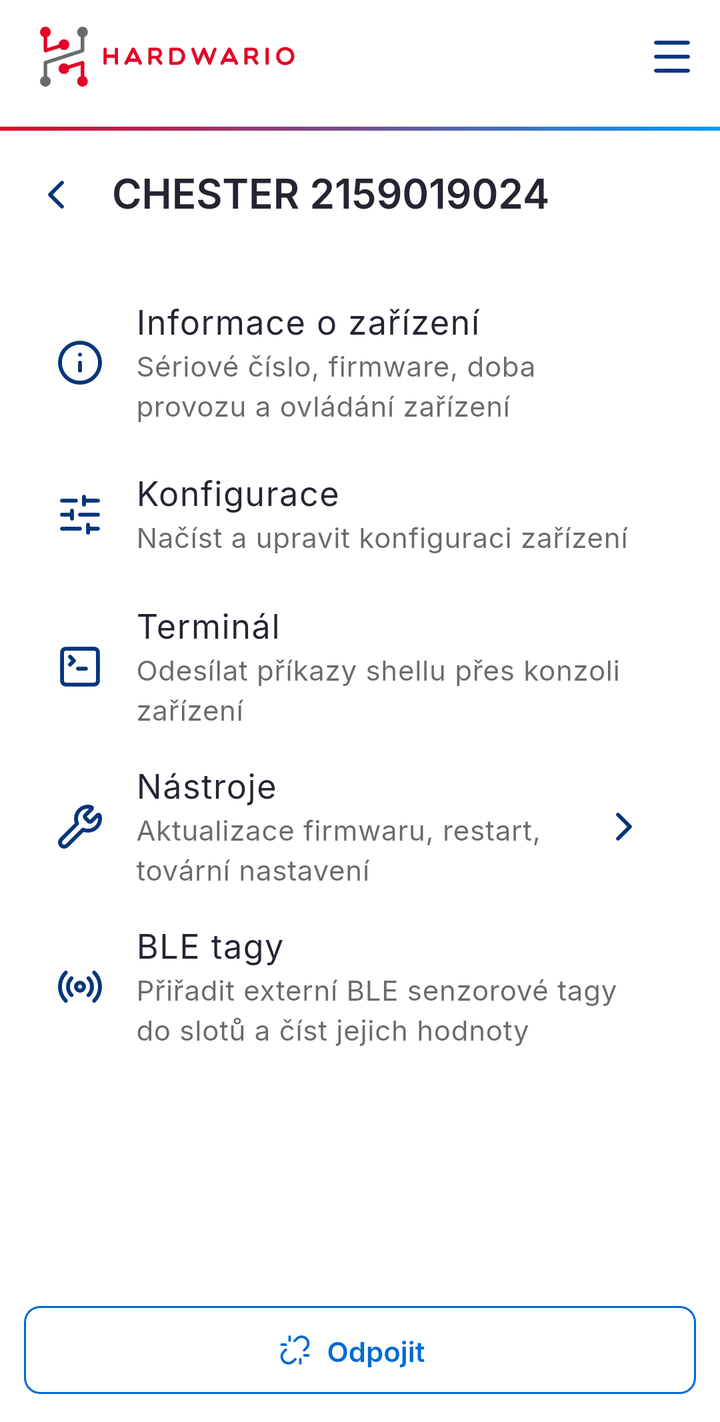 HARDWARIO
CHESTER 2159019024
Informace o zařízení
Sériové číslo, firmware, doba
provozu a ovládání zařízení
Konfigurace
Načíst a upravit konfiguraci zařízení
Terminál
Odesílat příkazy shellu přes konzoli
zařízení
Nástroje
Aktualizace firmwaru, restart,
tovární nastavení
BLE tagy
Přiřadit externí BLE senzorové tagy
do slotů a číst jejich hodnoty
Odpojit